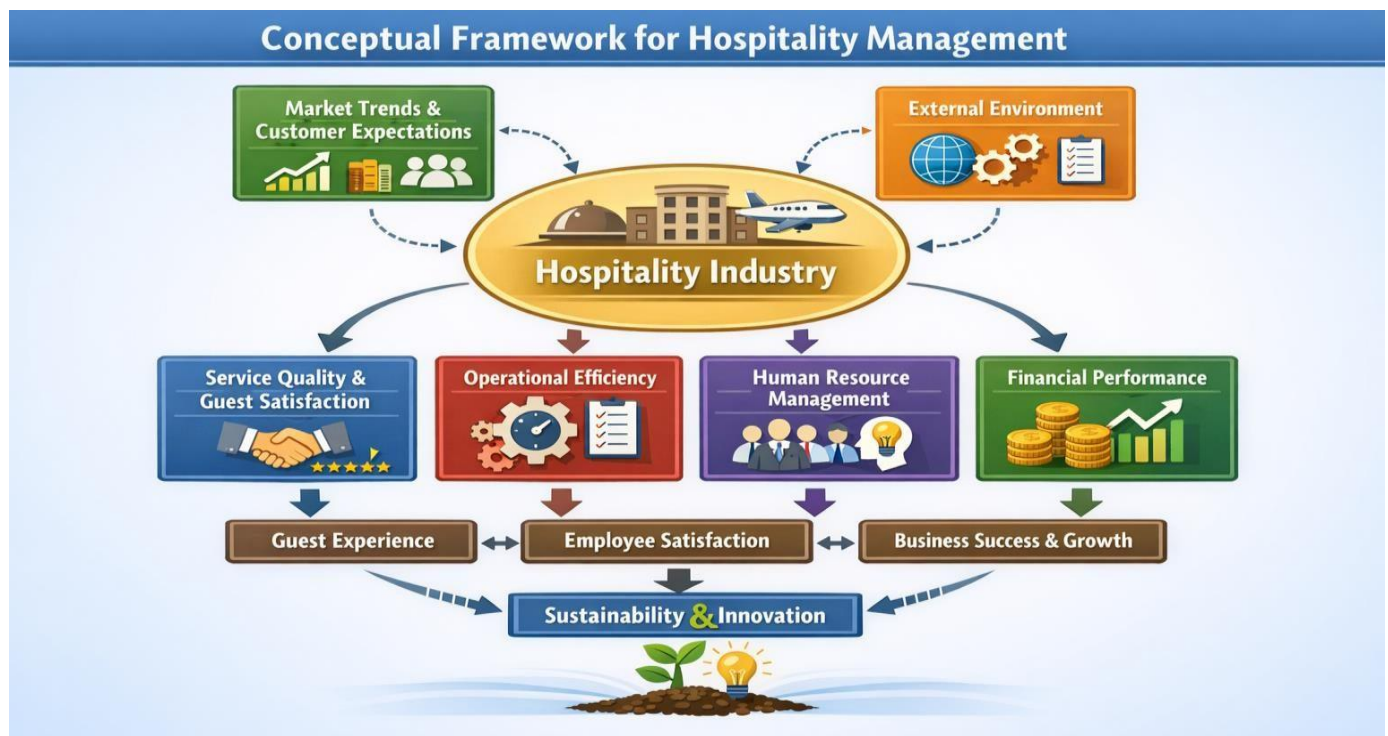 Conceptual Framework for Hospitality Management
Market Trends &
Customer Expectations
External Environment
Hospitality Industry
Service Quality &
Guest Satisfaction
Operational Efficiency
Human Resource
Management
Financial Performance
Guest Experience
Employee Satisfaction
Business Success & Growth
Sustainability & Innovation